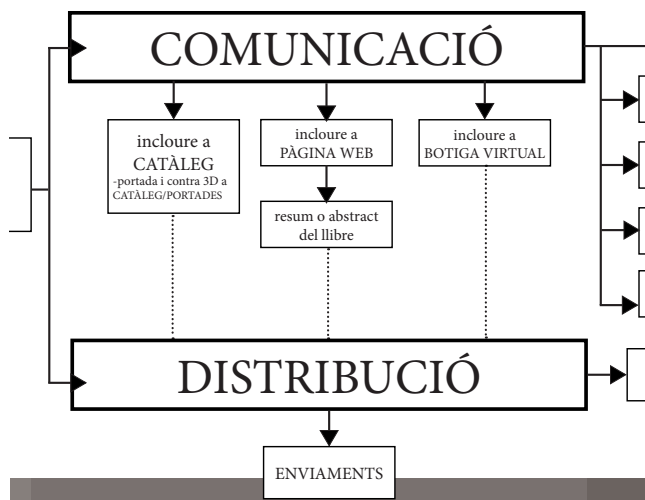 COMUNICACIÓ
incloure a
CATÀLEG
-portada i contra 3D a
CATÀLEG/PORTADES
incloure a
PÀGINA WEB
resum o abstract
del llibre
incloure a
BOTIGA VIRTUAL
DISTRIBUCIÓ
ENVIAMENTS